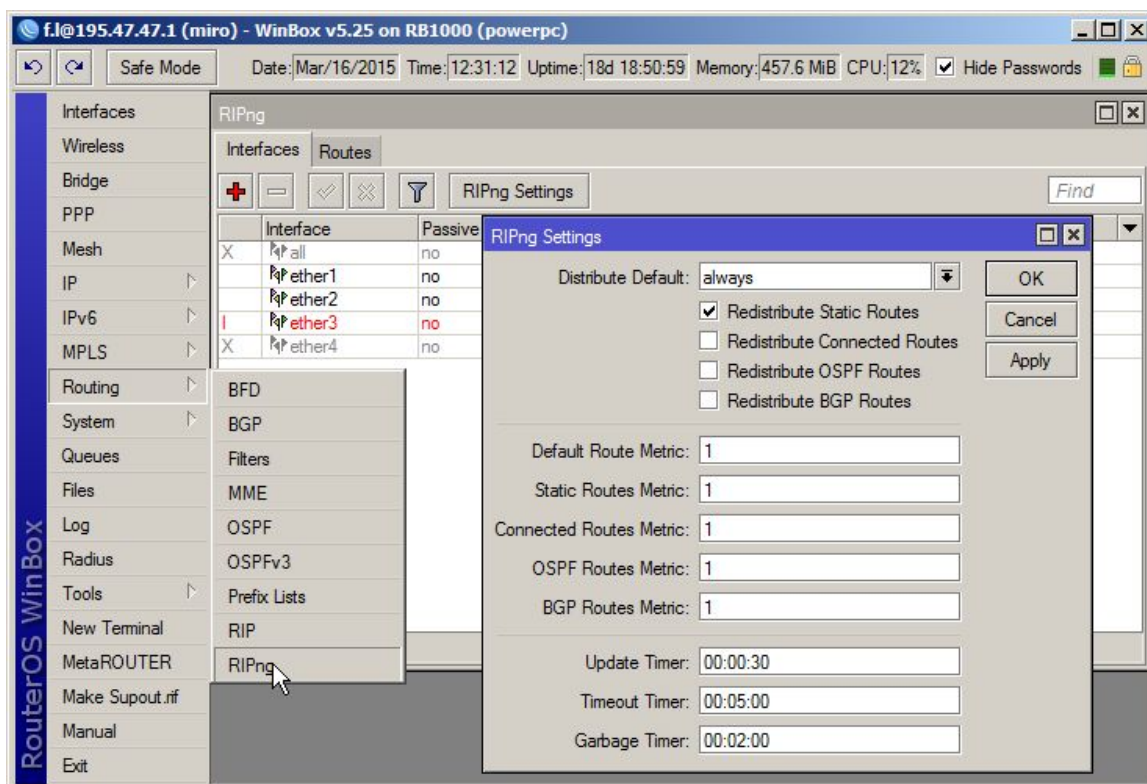 f.l@195.47.47.1 (miro) - WinBox v5.25 on RB1000 (powerpc)
Safe Mode Date: Mar/16/2015 Time: 12:31:12 Uptime: 18d 18:50:59 Memory: 457.6 MiB CPU: 12% Hide Passwords
RouterOS WinBox
Interfaces
Wireless
Bridge
PPP
Mesh
IP
IPv6
MPLS
Routing
System
Queues
Files
Log
Radius
Tools
New Terminal
MetaROUTER
Make Supout.rif
Manual
Exit
BFD
BGP
Filters
MME
OSPF
OSPFv3
Prefix Lists
RIP
RIPng
RIPng
Interfaces Routes
RIPng Settings Find
Interface Passive
X all no
ether1 no
ether2 no
I ether3 no
X ether4 no
RIPng Settings
Distribute Default: always
Redistribute Static Routes
Redistribute Connected Routes
Redistribute OSPF Routes
Redistribute BGP Routes
Default Route Metric: 1
Static Routes Metric: 1
Connected Routes Metric: 1
OSPF Routes Metric: 1
BGP Routes Metric: 1
Update Timer: 00:00:30
Timeout Timer: 00:05:00
Garbage Timer: 00:02:00
OK
Cancel
Apply